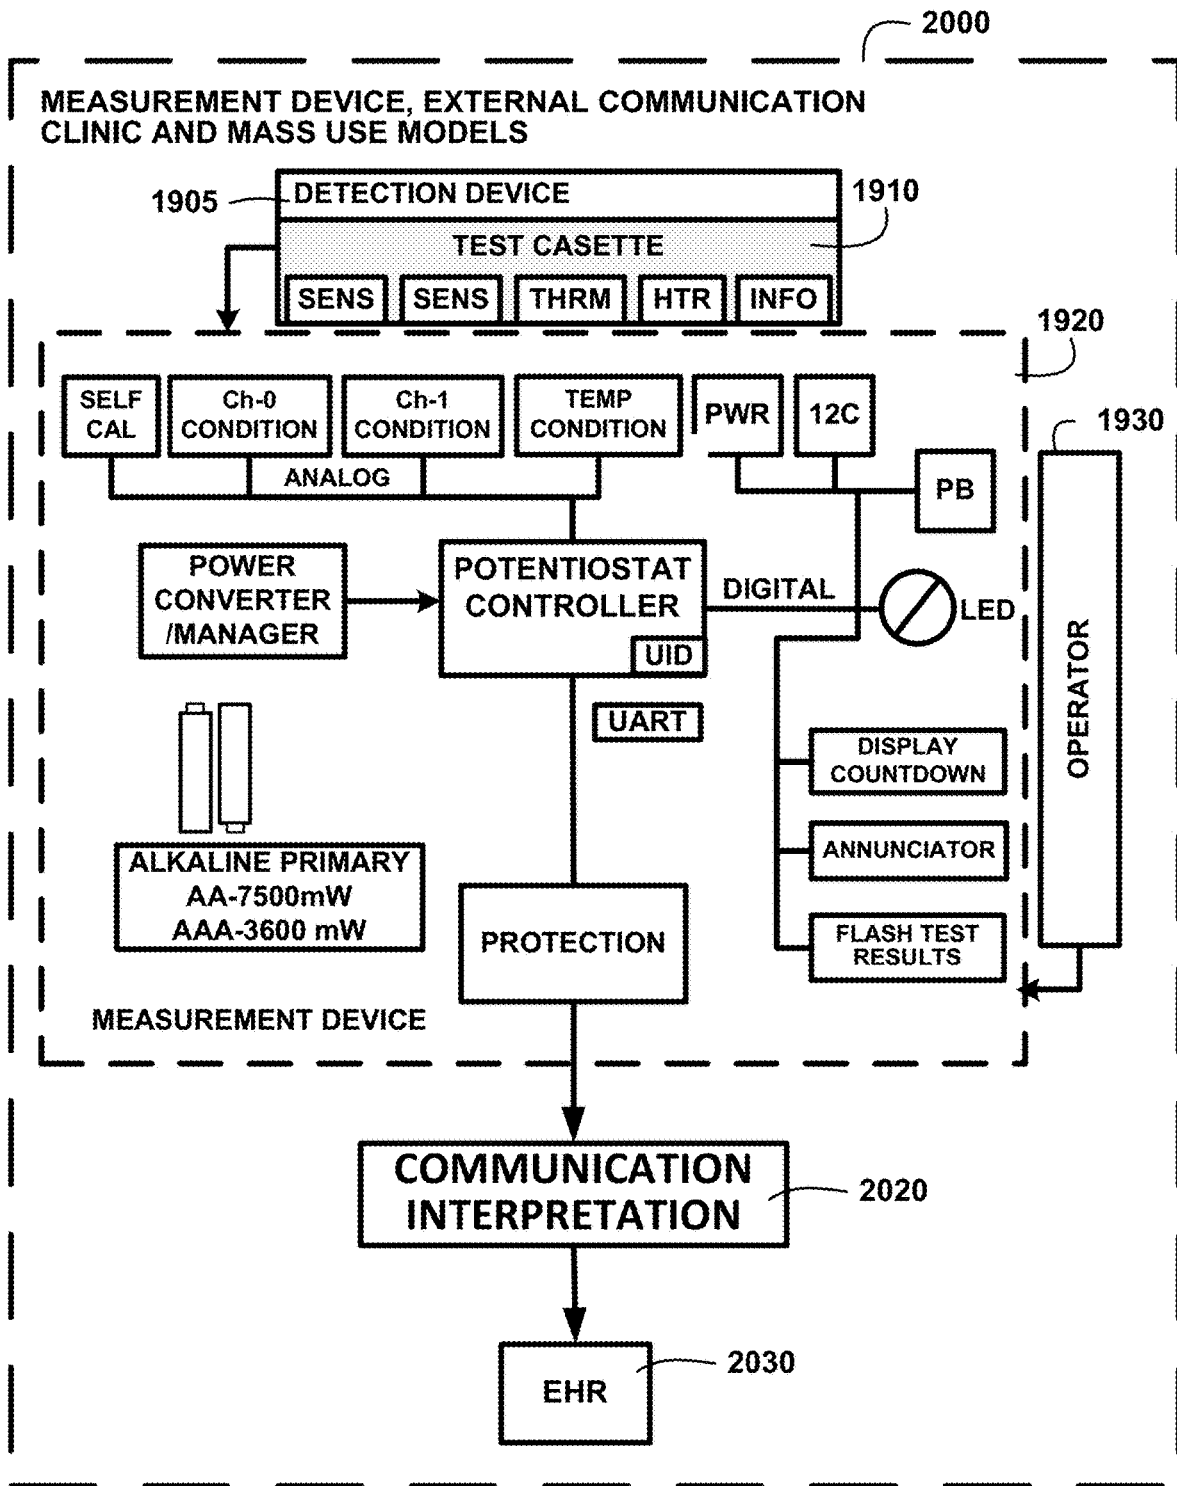 2000
MEASUREMENT DEVICE, EXTERNAL COMMUNICATION
CLINIC AND MASS USE MODELS
1905
DETECTION DEVICE
1910
TEST CASETTE
SENS
SENS
THRM
HTR
INFO
1920
SELF
CAL
Ch-0
CONDITION
Ch-1
CONDITION
TEMP
CONDITION
PWR
12C
1930
ANALOG
PB
POWER
CONVERTER
/MANAGER
POTENTIOSTAT
CONTROLLER
UID
DIGITAL
LED
OPERATOR
UART
DISPLAY
COUNTDOWN
ANNUNCIATOR
FLASH TEST
RESULTS
ALKALINE PRIMARY
AA-7500mW
AAA-3600 mW
PROTECTION
MEASUREMENT DEVICE
COMMUNICATION
INTERPRETATION
2020
EHR
2030